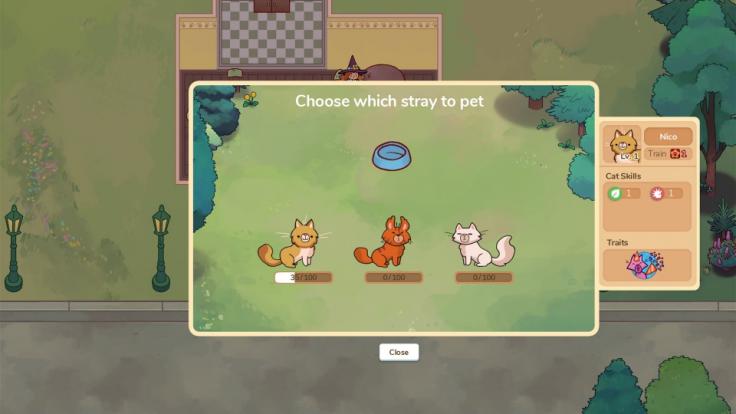 Choose which stray to pet
Nico
Lv. 1
Train 1
Cat Skills
1 1
Traits
35/100 0/100 0/100
Close